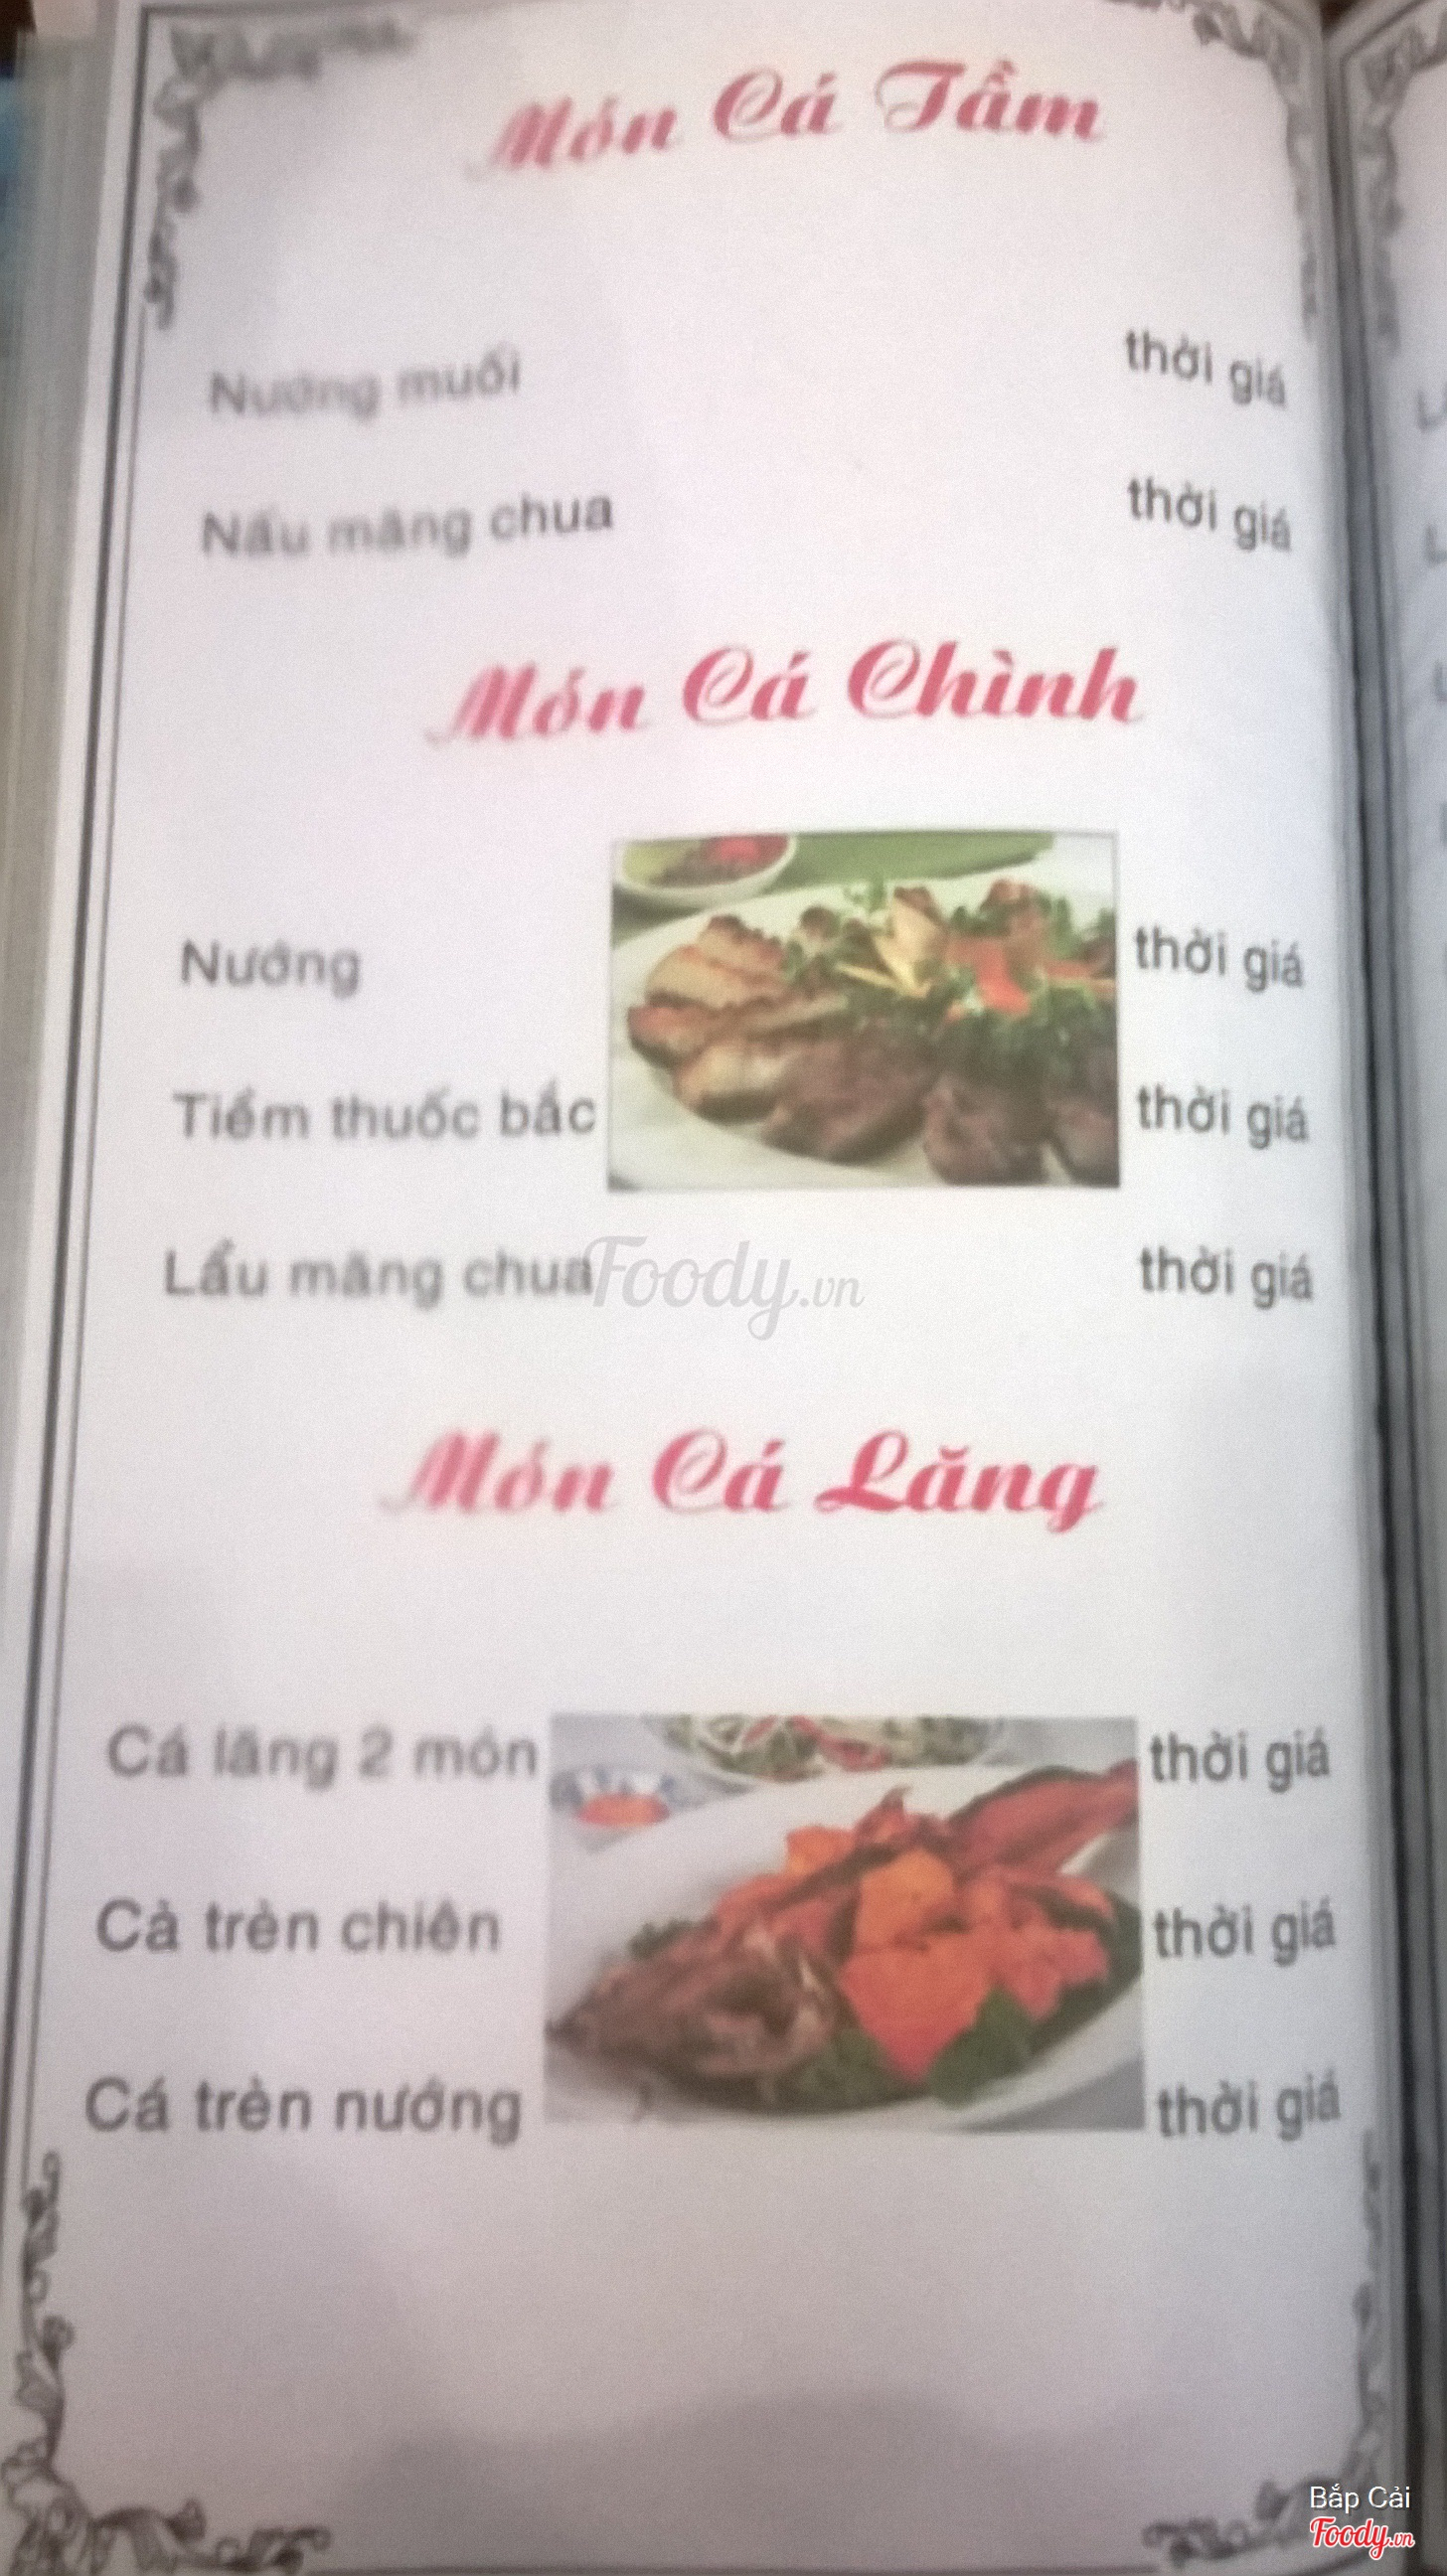 Món Cá Tầm
Nướng muối thời giá
Nấu măng chua thời giá
Món Cá Chình
Nướng thời giá
Tiềm thuốc bắc thời giá
Lẩu măng chua thời giá
Foody.vn
Món Cá Lăng
Cá lăng 2 món thời giá
Cá trèn chiên thời giá
Cá trèn nướng thời giá
Bắp Cải
Foody.vn